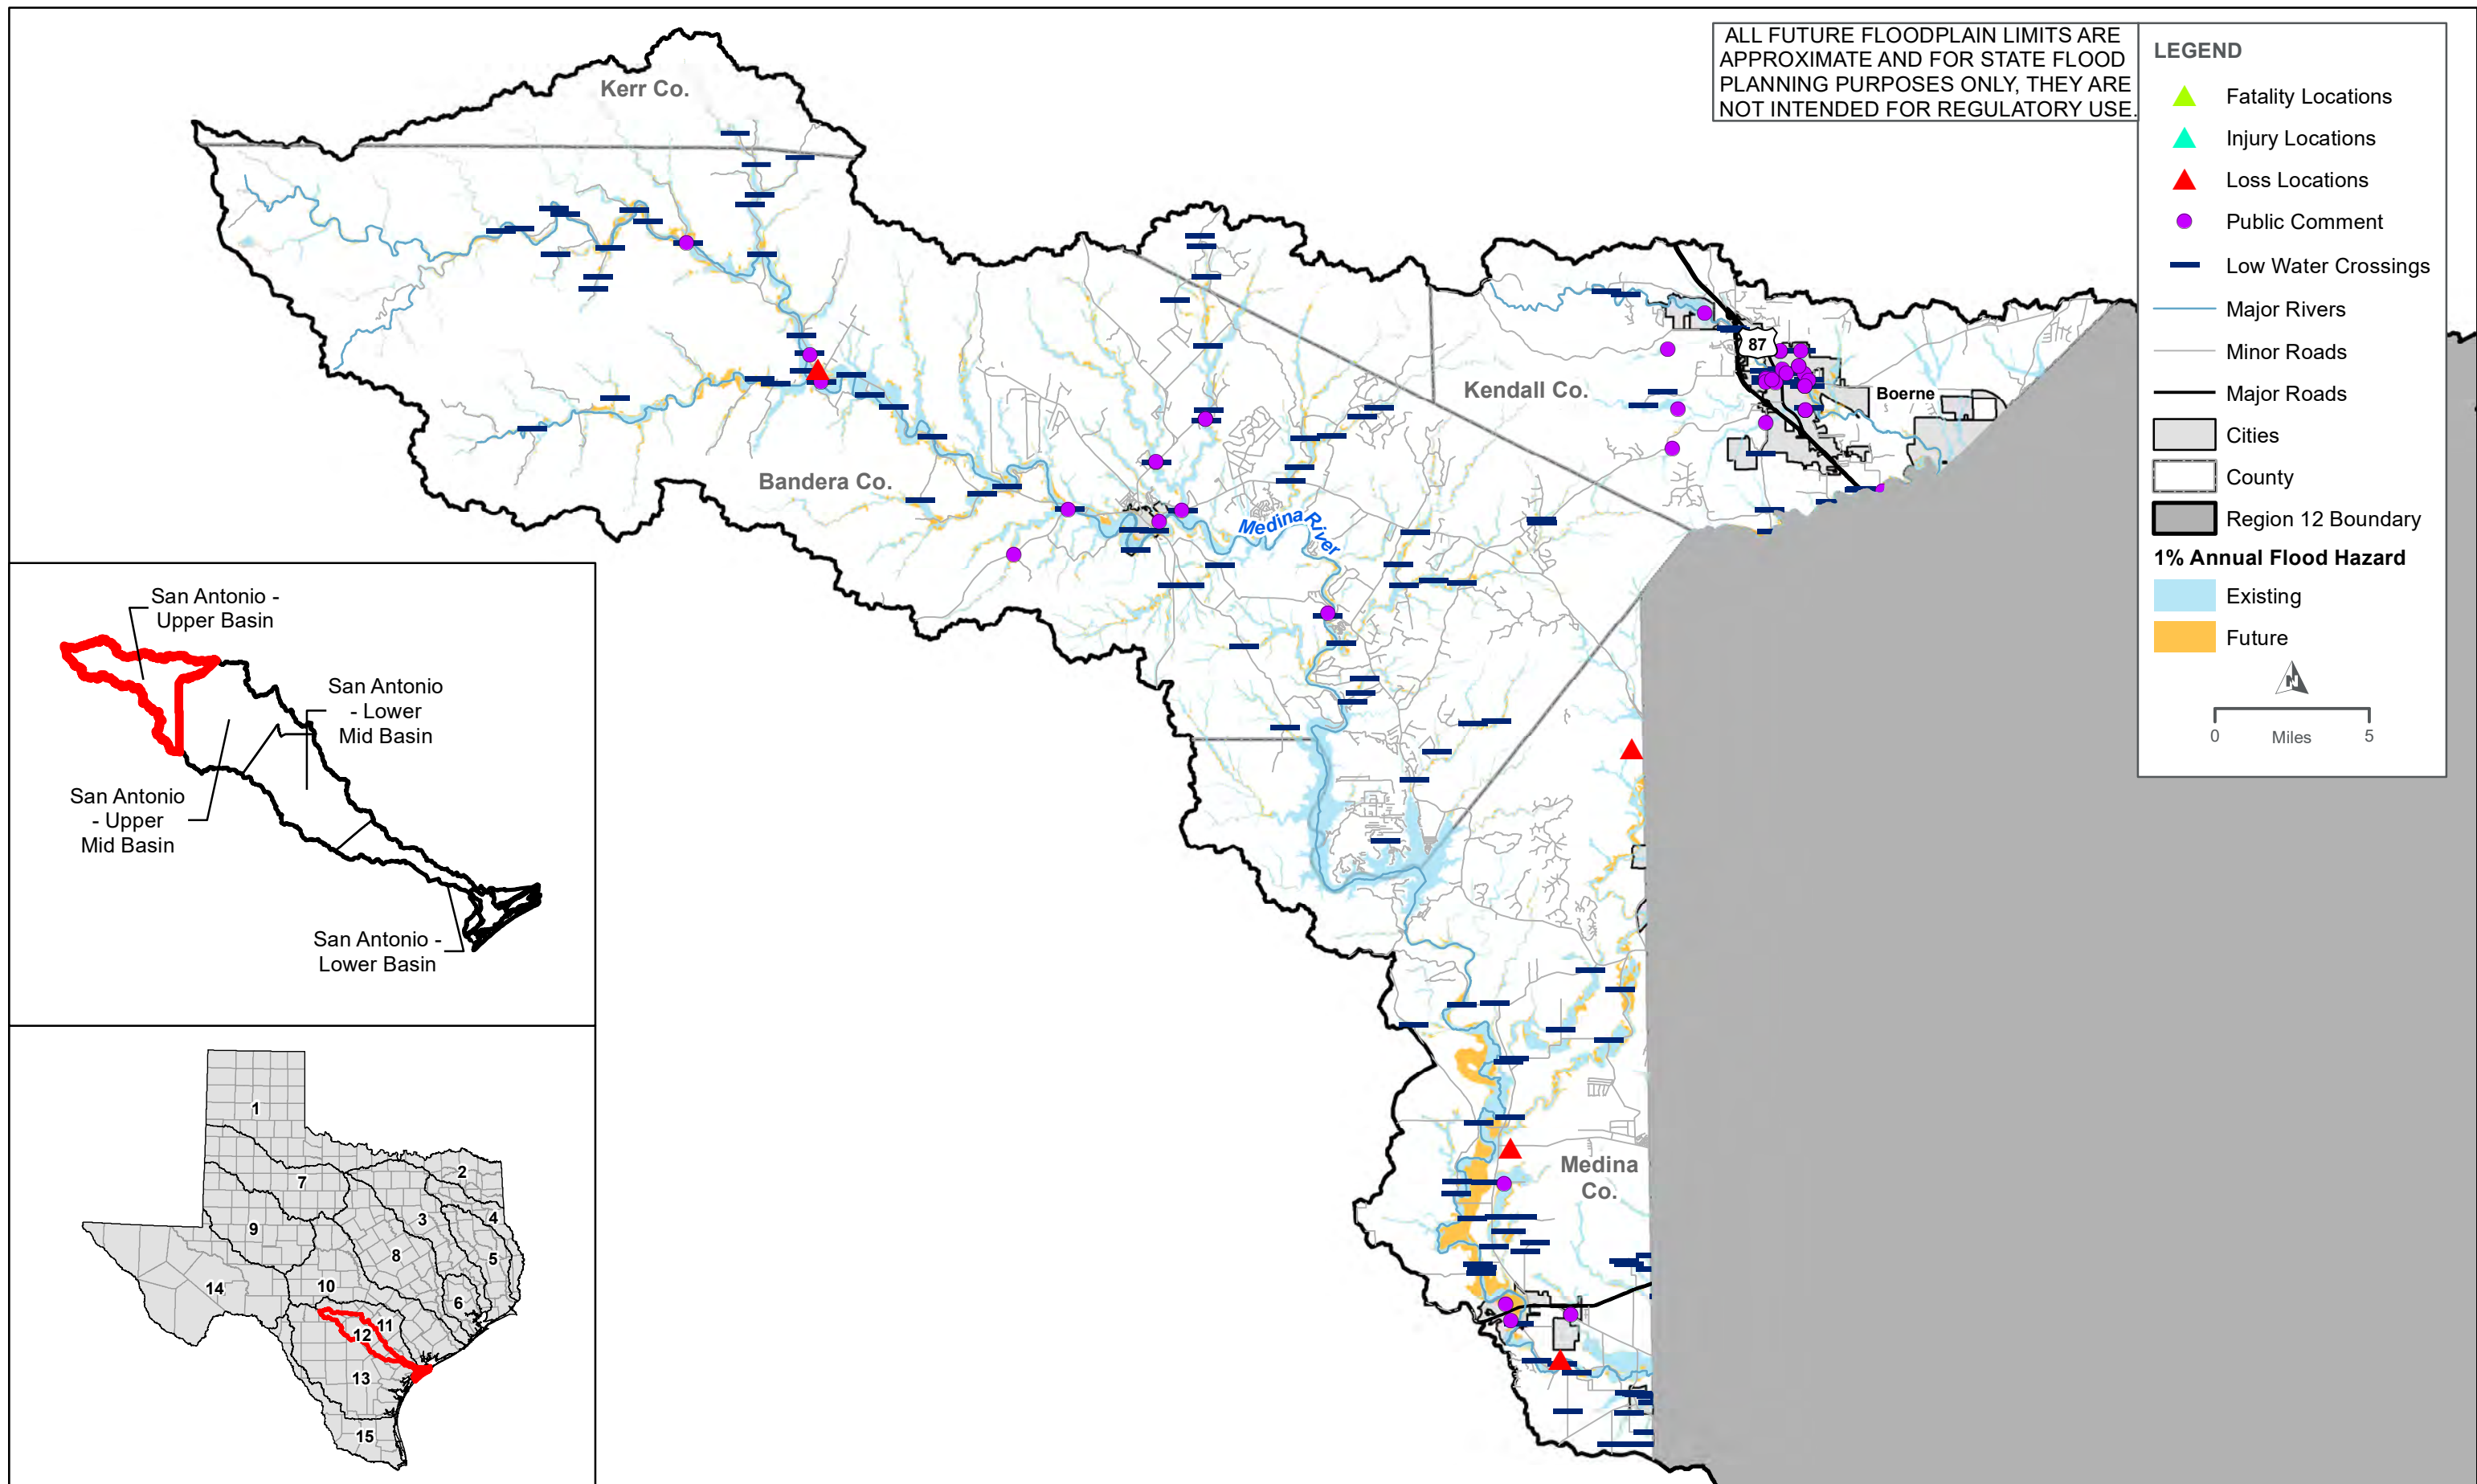 ALL FUTURE FLOODPLAIN LIMITS ARE
APPROXIMATE AND FOR STATE FLOOD
PLANNING PURPOSES ONLY, THEY ARE
NOT INTENDED FOR REGULATORY USE.
LEGEND
Fatality Locations
Injury Locations
Loss Locations
Public Comment
Low Water Crossings
Major Rivers
Minor Roads
Major Roads
Cities
County
Region 12 Boundary
1% Annual Flood Hazard
Existing
Future
N
0 5
Miles
Kerr Co.
87
Kendall Co.
Boerne
Bandera Co.
Medina River
Medina
Co.
San Antonio -
Upper Basin
San Antonio
- Lower
Mid Basin
San Antonio
- Upper
Mid Basin
San Antonio -
Lower Basin
1
2
7
3
4
9
8
5
10
14
6
11
12
13
15